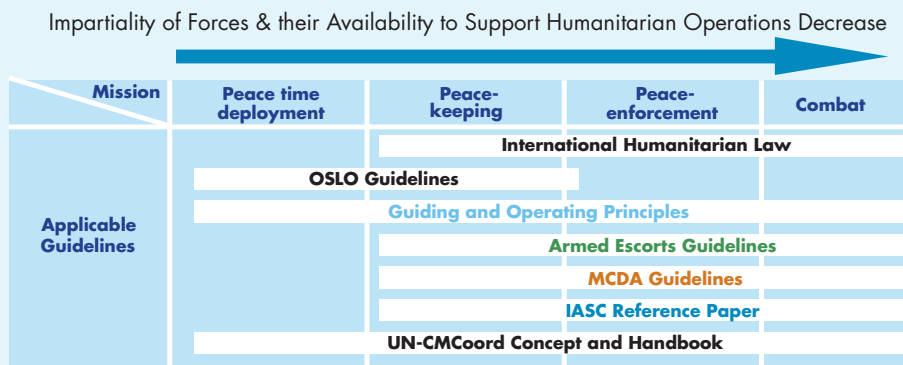 Impartiality of Forces & their Availability to Support Humanitarian Operations Decrease
Mission
Peace time
deployment
Peace-
keeping
Peace-
enforcement
Combat
Applicable
Guidelines
International Humanitarian Law
OSLO Guidelines
Guiding and Operating Principles
Armed Escorts Guidelines
MCDA Guidelines
IASC Reference Paper
UN-CMCoord Concept and Handbook